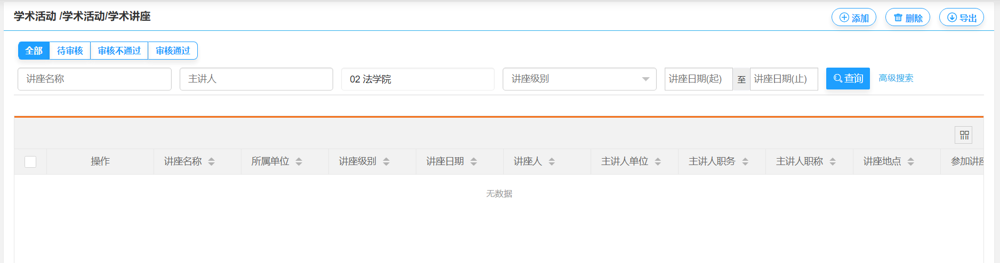 学术活动 /学术活动/学术讲座
添加 删除 导出
全部 待审核 审核不通过 审核通过
讲座名称 主讲人 02 法学院 讲座级别 讲座日期(起) 至 讲座日期(止) 查询 高级搜索
操作 讲座名称 所属单位 讲座级别 讲座日期 讲座人 主讲人单位 主讲人职务 主讲人职称 讲座地点 参加讲座
无数据